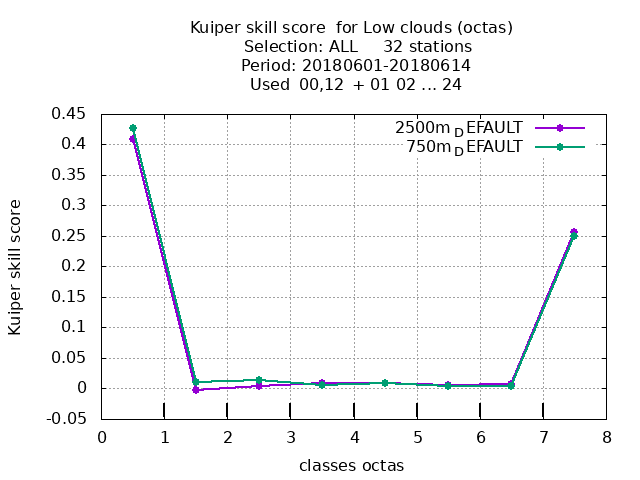 Kuiper skill score  for Low clouds (octas)
Selection: ALL     32 stations
Period: 20180601-20180614
Used  00,12  + 01 02 ... 24
2500m_DEFAULT
750m_DEFAULT
0.45
0.4
0.35
0.3
0.25
0.2
0.15
0.1
0.05
0
-0.05
Kuiper skill score
0 1 2 3 4 5 6 7 8
classes octas